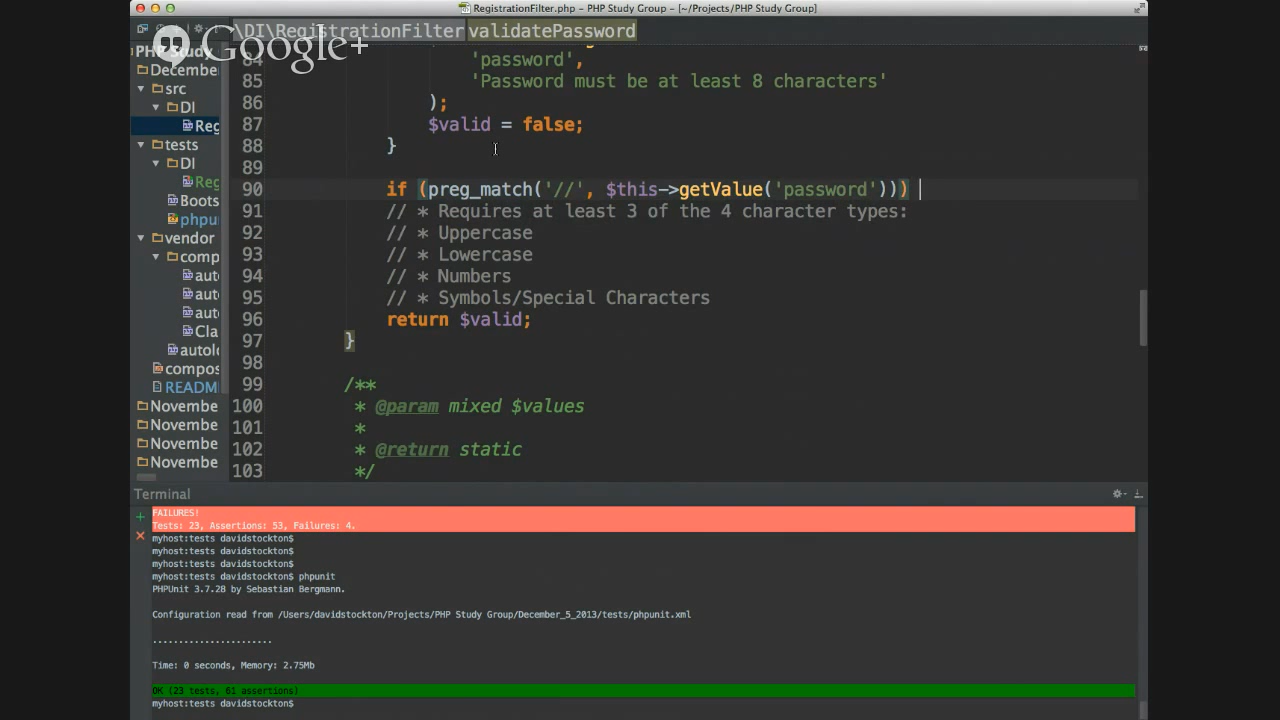 RegistrationFilter.php - PHP Study Group - [~/Projects/PHP Study Group]
\DI\RegistrationFilter validatePassword
Google+
PHP Study
Decembe
src
DI
Reg
tests
DI
Reg
Boots
phpu
vendor
comp
auto
auto
auto
Cla
autolo
compos
README
Novembe
Novembe
Novembe
Novembe
84 'password',
85 'Password must be at least 8 characters'
86 );
87 $valid = false;
88 }
89
90 if (preg_match('//', $this->getValue('password')))
91 // * Requires at least 3 of the 4 character types:
92 // * Uppercase
93 // * Lowercase
94 // * Numbers
95 // * Symbols/Special Characters
96 return $valid;
97 }
98
99 /**
100 * @param mixed $values
101 *
102 * @return static
103 */
Terminal
FAILURES!
Tests: 23, Assertions: 53, Failures: 4.
myhost:tests davidstockton$
myhost:tests davidstockton$
myhost:tests davidstockton$
myhost:tests davidstockton$ phpunit
PHPUnit 3.7.28 by Sebastian Bergmann.
Configuration read from /Users/davidstockton/Projects/PHP Study Group/December_5_2013/tests/phpunit.xml
.......................
Time: 0 seconds, Memory: 2.75Mb
OK (23 tests, 61 assertions)
myhost:tests davidstockton$